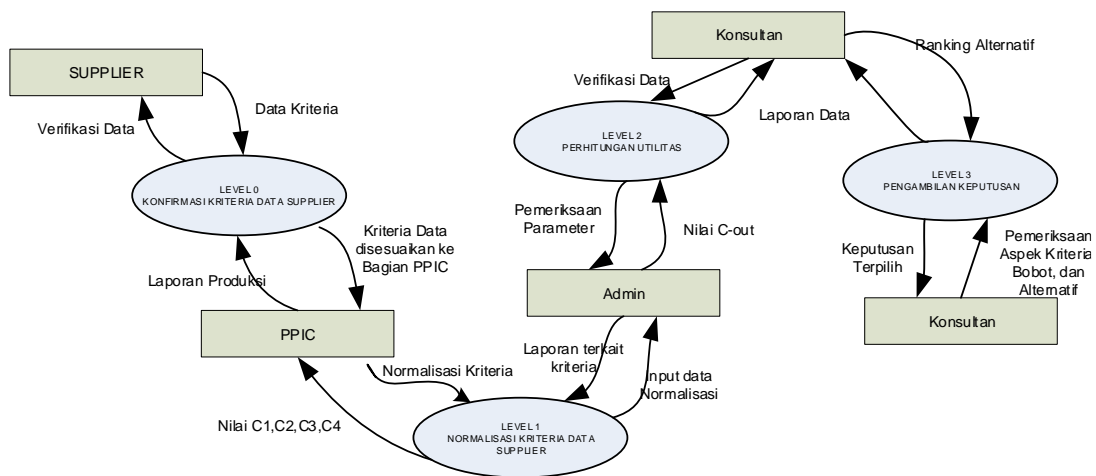 SUPPLIER
Data Kriteria
Verifikasi Data
LEVEL 0
KONFIRMASI KRITERIA DATA SUPPLIER
Kriteria Data
disesuaikan ke
Bagian PPIC
Laporan Produksi
PPIC
Normalisasi Kriteria
Nilai C1,C2,C3,C4
LEVEL 1
NORMALISASI KRITERIA DATA
SUPPLIER
Laporan terkait
kriteria
Input data
Normalisasi
Admin
Pemeriksaan
Parameter
Nilai C-out
LEVEL 2
PERHITUNGAN UTILITAS
Verifikasi Data
Laporan Data
Konsultan
Ranking Alternatif
LEVEL 3
PENGAMBILAN KEPUTUSAN
Keputusan
Terpilih
Pemeriksaan
Aspek Kriteria
Bobot, dan
Alternatif
Konsultan